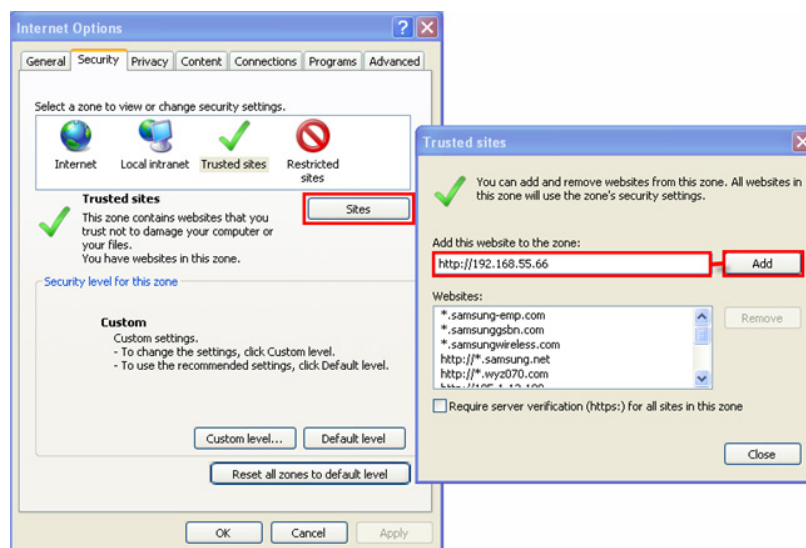 Internet Options
General Security Privacy Content Connections Programs Advanced
Select a zone to view or change security settings.
Internet
Local intranet
Trusted sites
Restricted
sites
Trusted sites
This zone contains websites that you
trust not to damage your computer or
your files.
You have websites in this zone.
Sites
Security level for this zone
Custom
Custom settings.
- To change the settings, click Custom level.
- To use the recommended settings, click Default level.
Custom level... Default level
Reset all zones to default level
OK Cancel Apply
Trusted sites
You can add and remove websites from this zone. All websites in
this zone will use the zone's security settings.
Add this website to the zone:
http://192.168.55.66
Add
Websites:
*.samsung-emp.com
*.samsunggsbn.com
*.samsungwireless.com
http://*.samsung.net
http://*.wyz070.com
Remove
Require server verification (https:) for all sites in this zone
Close